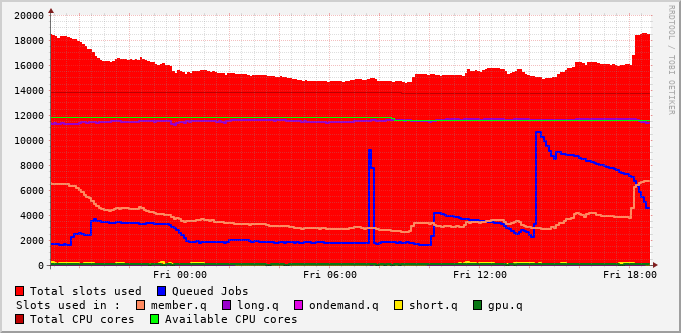 20000
18000
16000
14000
12000
10000
8000
6000
4000
2000
0
Fri 00:00 Fri 06:00 Fri 12:00 Fri 18:00
RRDTOOL / TOBI OETIKER
Total slots used Queued Jobs
Slots used in : member.q long.q ondemand.q short.q gpu.q
Total CPU cores Available CPU cores